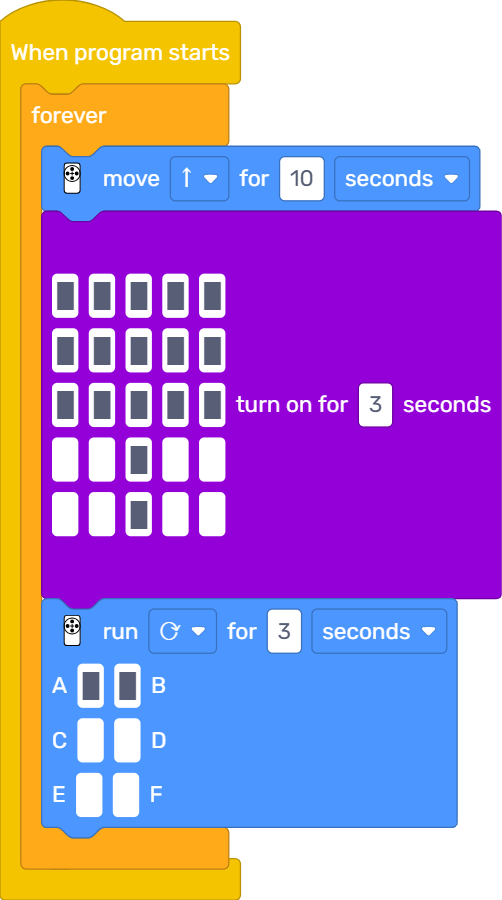 When program starts
forever
move ↑ for 10 seconds
turn on for 3 seconds
run ⟳ for 3 seconds
A B
C D
E F